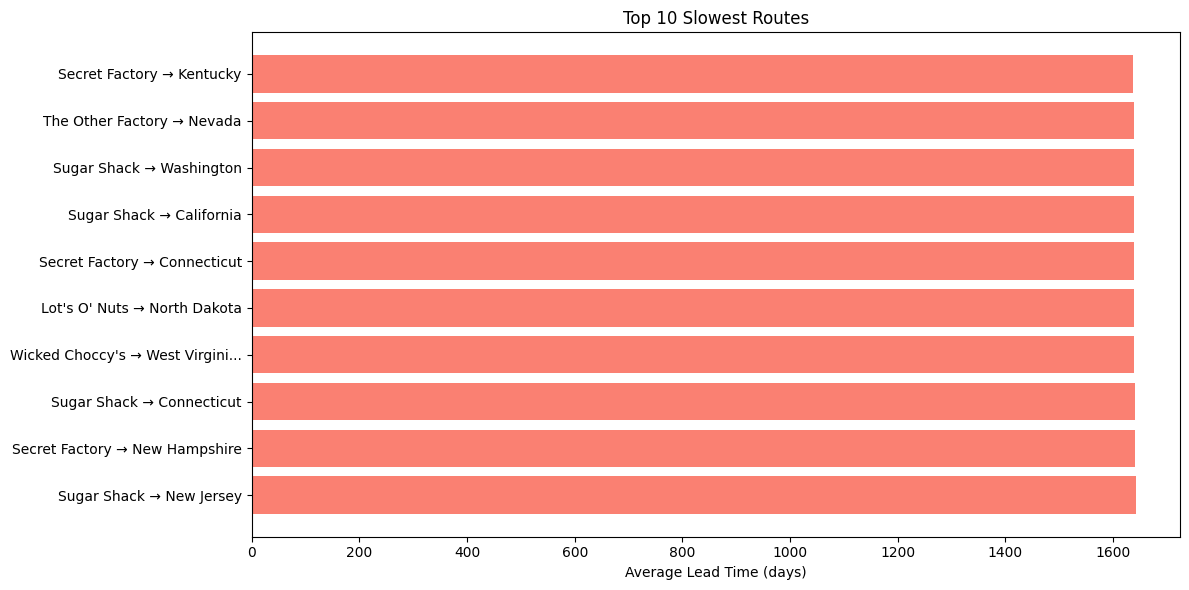 Top 10 Slowest Routes
Secret Factory → Kentucky
The Other Factory → Nevada
Sugar Shack → Washington
Sugar Shack → California
Secret Factory → Connecticut
Lot's O' Nuts → North Dakota
Wicked Choccy's → West Virgini...
Sugar Shack → Connecticut
Secret Factory → New Hampshire
Sugar Shack → New Jersey
0 200 400 600 800 1000 1200 1400 1600
Average Lead Time (days)